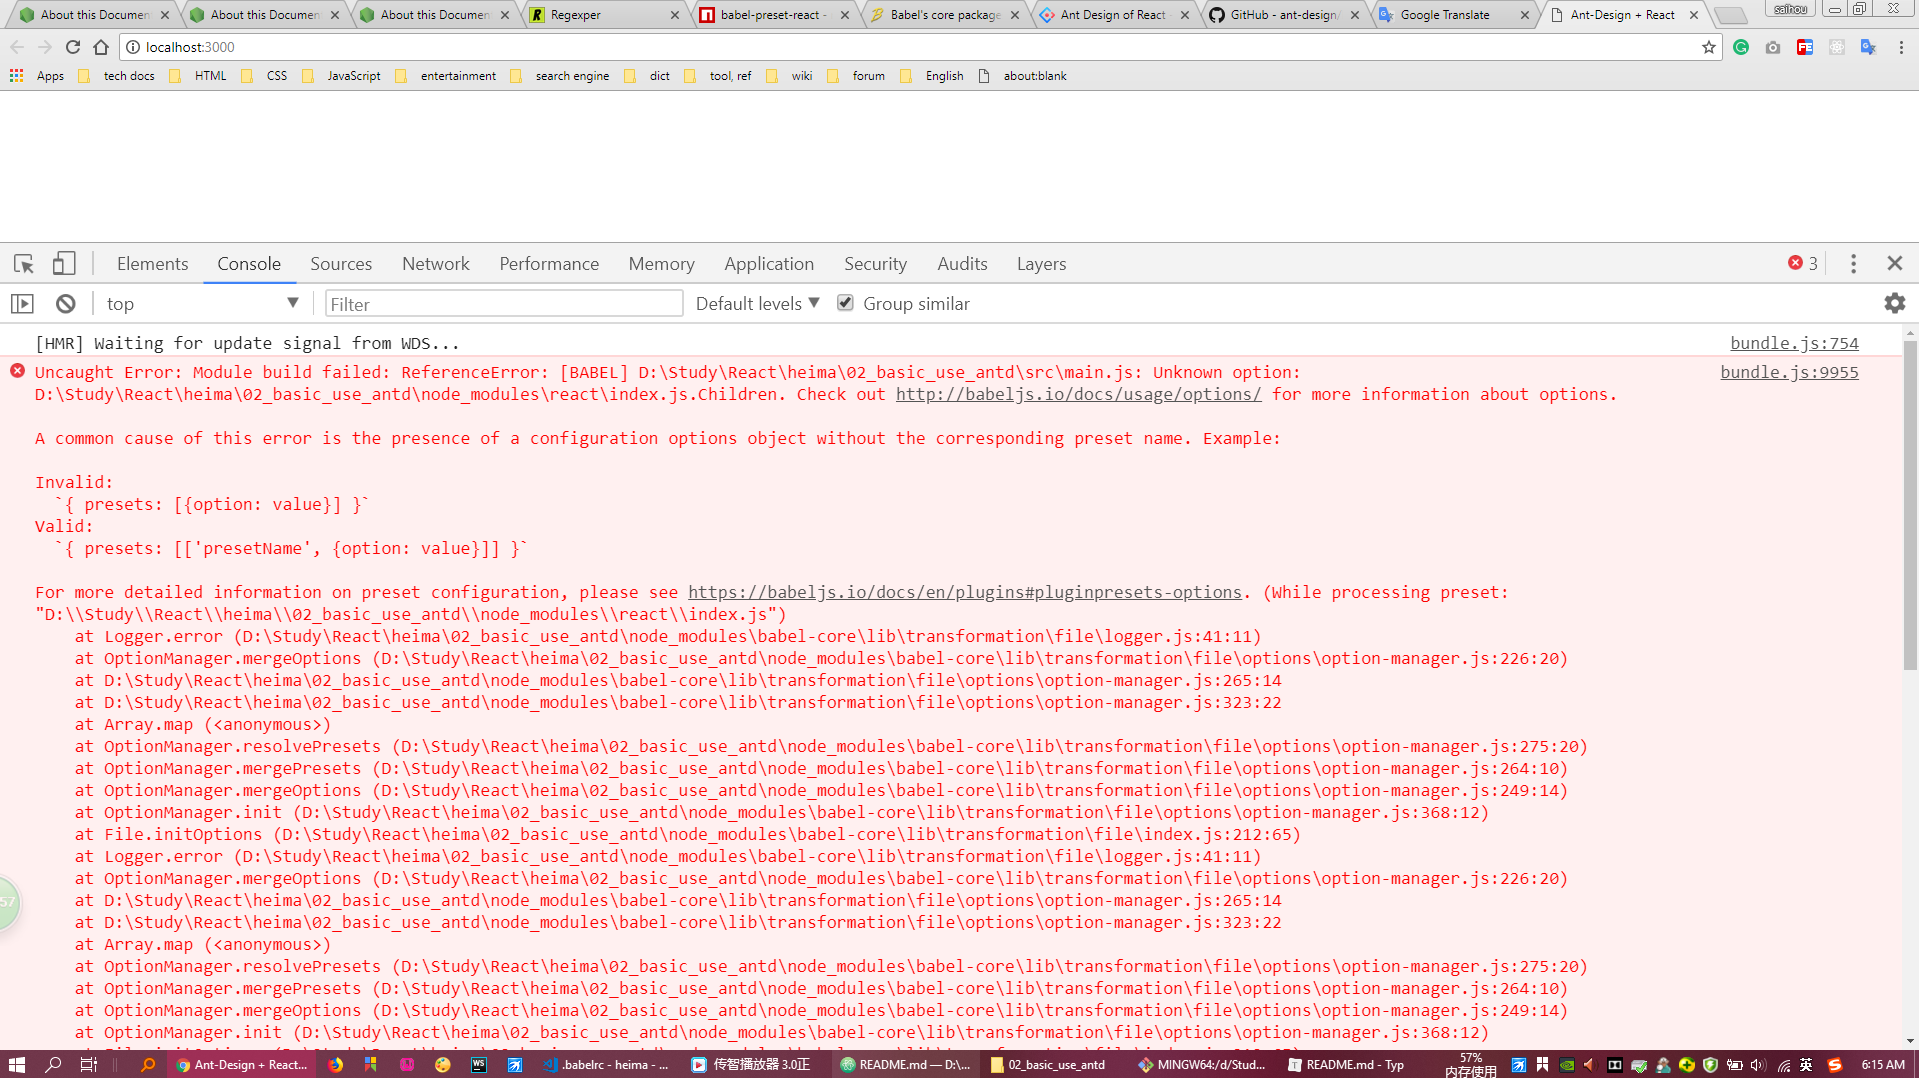 About this Documen
About this Documen
About this Documen
Regexper
babel-preset-react -
Babel's core package
Ant Design of React
GitHub - ant-design/
Google Translate
Ant-Design + React
saihou
localhost:3000
Apps
tech docs
HTML
CSS
JavaScript
entertainment
search engine
dict
tool, ref
wiki
forum
English
about:blank
Elements
Console
Sources
Network
Performance
Memory
Application
Security
Audits
Layers
3
top
Filter
Default levels
Group similar
[HMR] Waiting for update signal from WDS...
bundle.js:754
Uncaught Error: Module build failed: ReferenceError: [BABEL] D:\Study\React\heima\02_basic_use_antd\src\main.js: Unknown option:
bundle.js:9955
D:\Study\React\heima\02_basic_use_antd\node_modules\react\index.js.Children. Check out http://babeljs.io/docs/usage/options/ for more information about options.
A common cause of this error is the presence of a configuration options object without the corresponding preset name. Example:
Invalid:
`{ presets: [{option: value}] }`
Valid:
`{ presets: [['presetName', {option: value}]] }`
For more detailed information on preset configuration, please see https://babeljs.io/docs/en/plugins#pluginpresets-options. (While processing preset:
"D:\\Study\\React\\heima\\02_basic_use_antd\\node_modules\\react\\index.js")
at Logger.error (D:\Study\React\heima\02_basic_use_antd\node_modules\babel-core\lib\transformation\file\logger.js:41:11)
at OptionManager.mergeOptions (D:\Study\React\heima\02_basic_use_antd\node_modules\babel-core\lib\transformation\file\options\option-manager.js:226:20)
at D:\Study\React\heima\02_basic_use_antd\node_modules\babel-core\lib\transformation\file\options\option-manager.js:265:14
at D:\Study\React\heima\02_basic_use_antd\node_modules\babel-core\lib\transformation\file\options\option-manager.js:323:22
at Array.map (<anonymous>)
at OptionManager.resolvePresets (D:\Study\React\heima\02_basic_use_antd\node_modules\babel-core\lib\transformation\file\options\option-manager.js:275:20)
at OptionManager.mergePresets (D:\Study\React\heima\02_basic_use_antd\node_modules\babel-core\lib\transformation\file\options\option-manager.js:264:10)
at OptionManager.mergeOptions (D:\Study\React\heima\02_basic_use_antd\node_modules\babel-core\lib\transformation\file\options\option-manager.js:249:14)
at OptionManager.init (D:\Study\React\heima\02_basic_use_antd\node_modules\babel-core\lib\transformation\file\options\option-manager.js:368:12)
at File.initOptions (D:\Study\React\heima\02_basic_use_antd\node_modules\babel-core\lib\transformation\file\index.js:212:65)
at Logger.error (D:\Study\React\heima\02_basic_use_antd\node_modules\babel-core\lib\transformation\file\logger.js:41:11)
at OptionManager.mergeOptions (D:\Study\React\heima\02_basic_use_antd\node_modules\babel-core\lib\transformation\file\options\option-manager.js:226:20)
at D:\Study\React\heima\02_basic_use_antd\node_modules\babel-core\lib\transformation\file\options\option-manager.js:265:14
at D:\Study\React\heima\02_basic_use_antd\node_modules\babel-core\lib\transformation\file\options\option-manager.js:323:22
at Array.map (<anonymous>)
at OptionManager.resolvePresets (D:\Study\React\heima\02_basic_use_antd\node_modules\babel-core\lib\transformation\file\options\option-manager.js:275:20)
at OptionManager.mergePresets (D:\Study\React\heima\02_basic_use_antd\node_modules\babel-core\lib\transformation\file\options\option-manager.js:264:10)
at OptionManager.mergeOptions (D:\Study\React\heima\02_basic_use_antd\node_modules\babel-core\lib\transformation\file\options\option-manager.js:249:14)
at OptionManager.init (D:\Study\React\heima\02_basic_use_antd\node_modules\babel-core\lib\transformation\file\options\option-manager.js:368:12)
57
Ant-Design + React...
.babelrc - heima - ...
传智播放器 3.0正
README.md — D:\...
02_basic_use_antd
MINGW64:/d/Stud...
README.md - Typ
57%
内存使用
英
6:15 AM